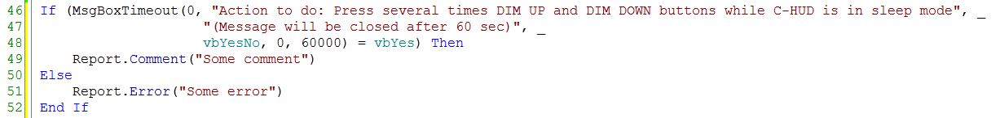 46 If (MsgBoxTimeout(0, "Action to do: Press several times DIM UP and DIM DOWN buttons while C-HUD is in sleep mode", _
47 "(Message will be closed after 60 sec)", _
48 vbYesNo, 0, 60000) = vbYes) Then
49 Report.Comment("Some comment")
50 Else
51 Report.Error("Some error")
52 End If